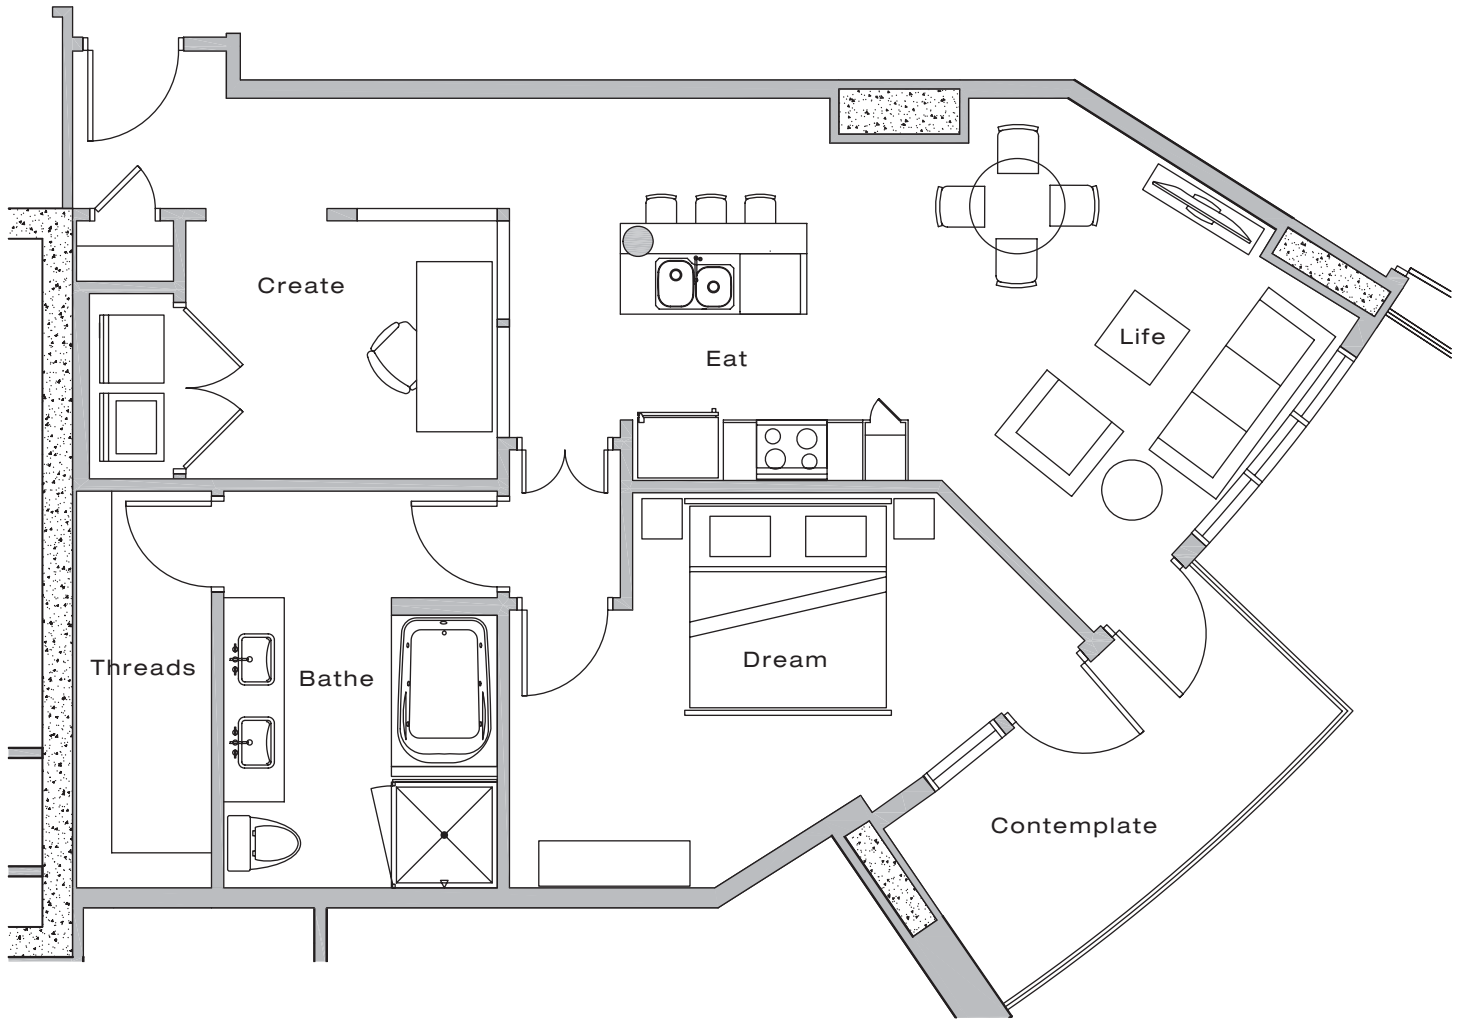 Create
Life
Eat
Dream
Threads
Bathe
Contemplate